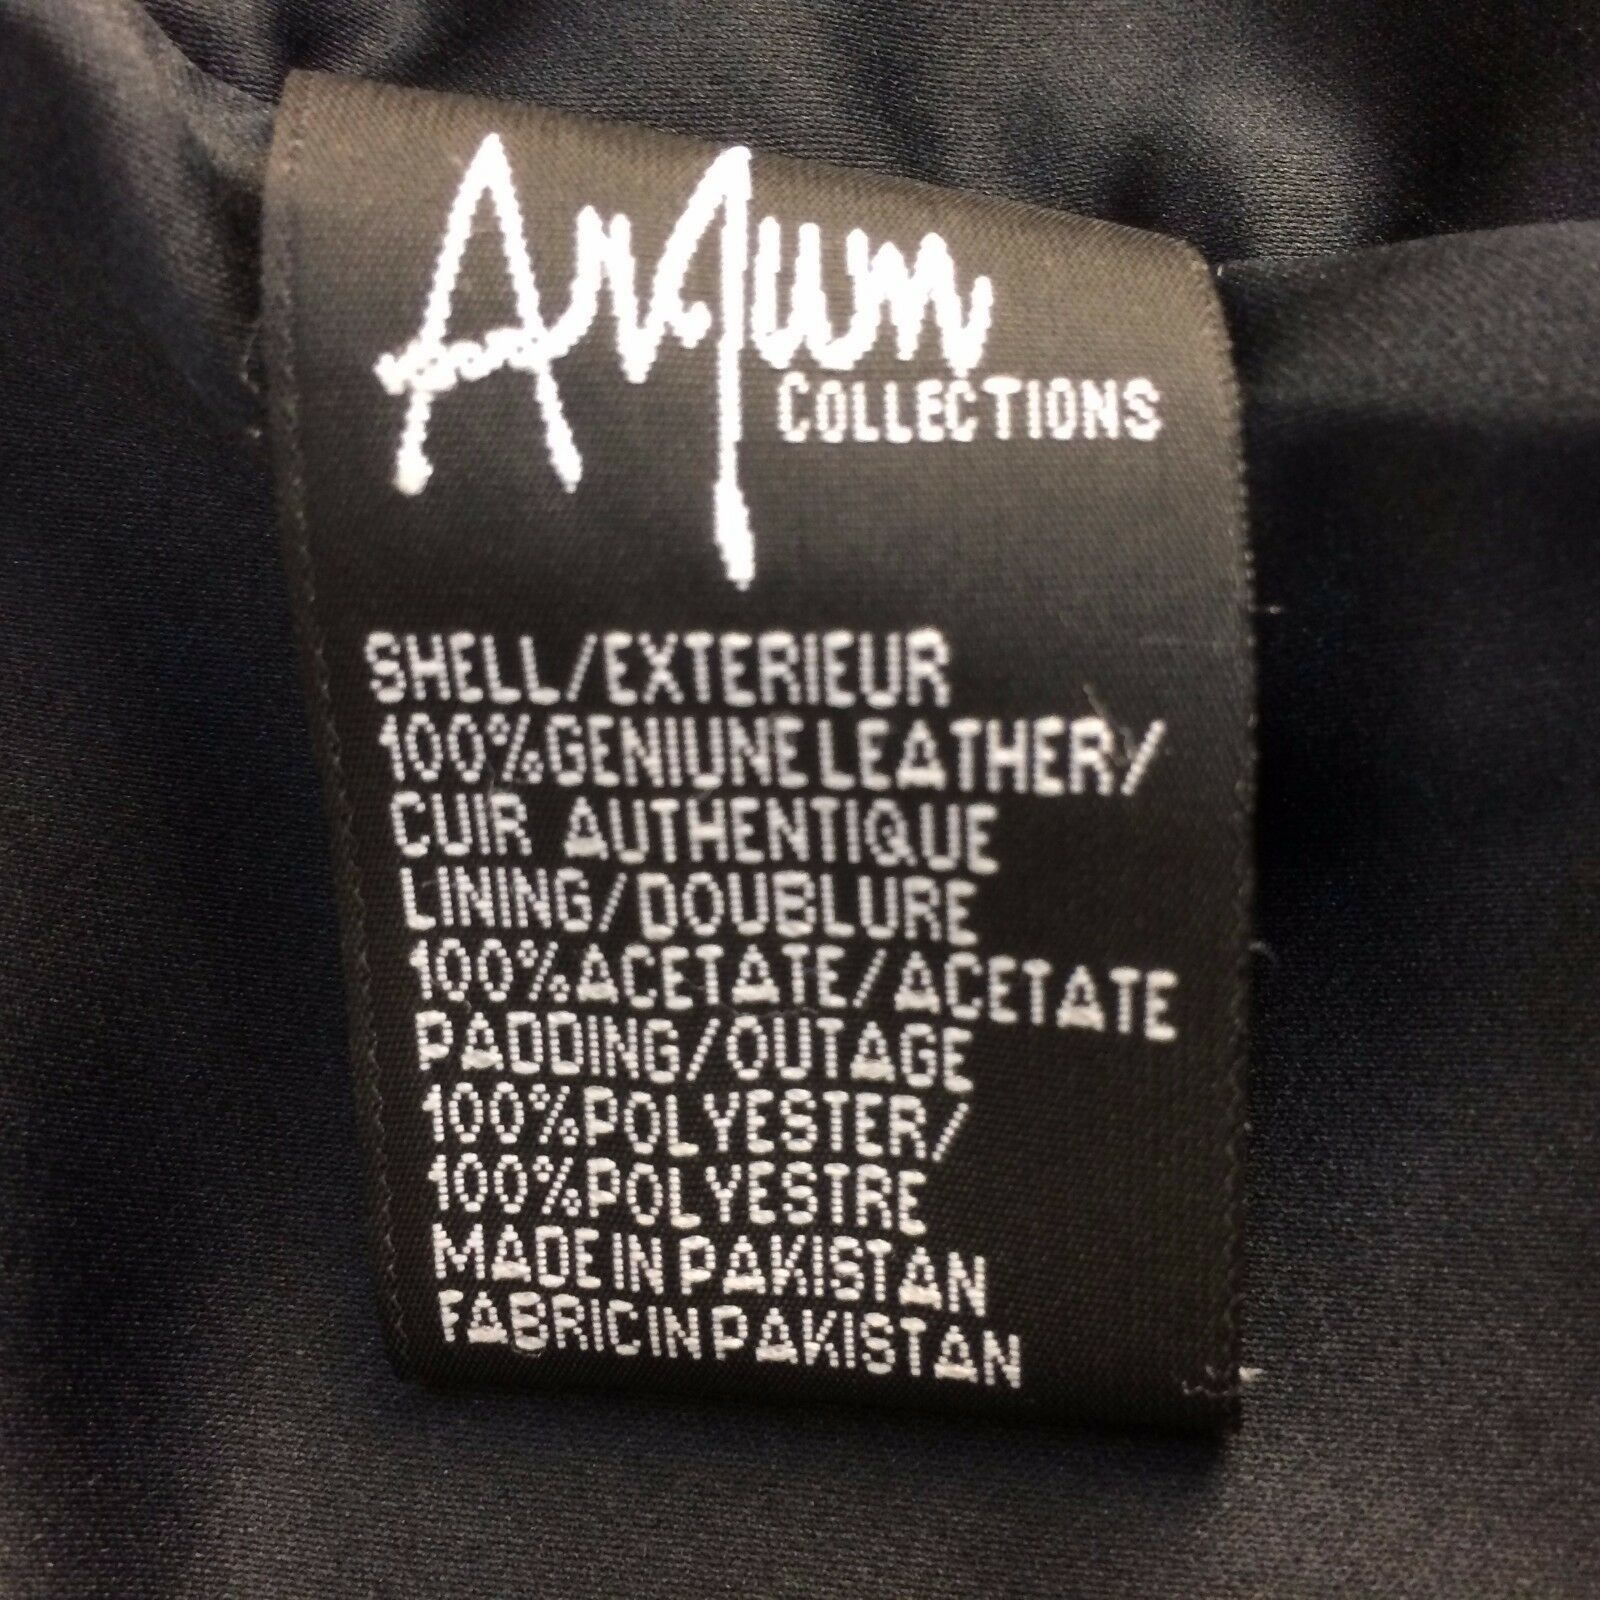 Arjun
COLLECTIONS
SHELL/EXTERIEUR
100%GENIUNE LEATHER/
CUIR AUTHENTIQUE
LINING/DOUBLURE
100%ACETATE/ACETATE
PADDING/OUTAGE
100%POLYESTER/
100%POLYESTRE
MADE IN PAKISTAN
FABRIC IN PAKISTAN